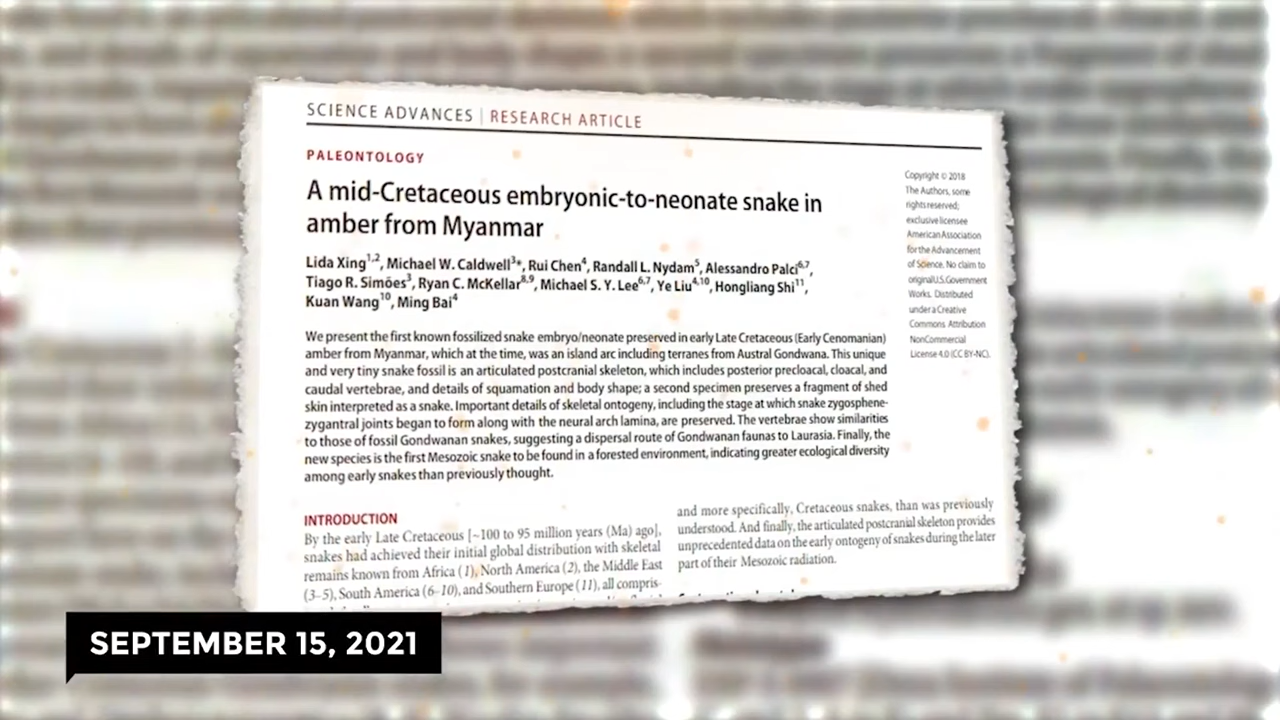 SCIENCE ADVANCES | RESEARCH ARTICLE
PALEONTOLOGY
A mid-Cretaceous embryonic-to-neonate snake in
amber from Myanmar
Lida Xing1,2, Michael W. Caldwell3*, Rui Chen4, Randall L. Nydam5, Alessandro Palci6,7,
Tiago R. Simões3, Ryan C. McKellar8,9, Michael S. Y. Lee6,7, Ye Liu4,10, Hongliang Shi11,
Kuan Wang10, Ming Bai4
We present the first known fossilized snake embryo/neonate preserved in early Late Cretaceous (Early Cenomanian)
amber from Myanmar, which at the time, was an island arc including terranes from Austral Gondwana. This unique
and very tiny snake fossil is an articulated postcranial skeleton, which includes posterior precloacal, cloacal, and
caudal vertebrae, and details of squamation and body shape; a second specimen preserves a fragment of shed
skin interpreted as a snake. Important details of skeletal ontogeny, including the stage at which snake zygosphene-
zygantral joints began to form along with the neural arch lamina, are preserved. The vertebrae show similarities
to those of fossil Gondwanan snakes, suggesting a dispersal route of Gondwanan faunas to Laurasia. Finally, the
new species is the first Mesozoic snake to be found in a forested environment, indicating greater ecological diversity
among early snakes than previously thought.
Copyright © 2018
The Authors, some
rights reserved;
exclusive licensee
American Association
for the Advancement
of Science. No claim to
original U.S. Government
Works. Distributed
under a Creative
Commons Attribution
NonCommercial
License 4.0 (CC BY-NC).
INTRODUCTION
By the early Late Cretaceous [~100 to 95 million years (Ma) ago],
snakes had achieved their initial global distribution with skeletal
remains known from Africa (1), North America (2), the Middle East
(3–5), South America (6–10), and Southern Europe (11), all compris-
and more specifically, Cretaceous snakes, than was previously
understood. And finally, the articulated postcranial skeleton provides
unprecedented data on the early ontogeny of snakes during the later
part of their Mesozoic radiation.
SEPTEMBER 15, 2021